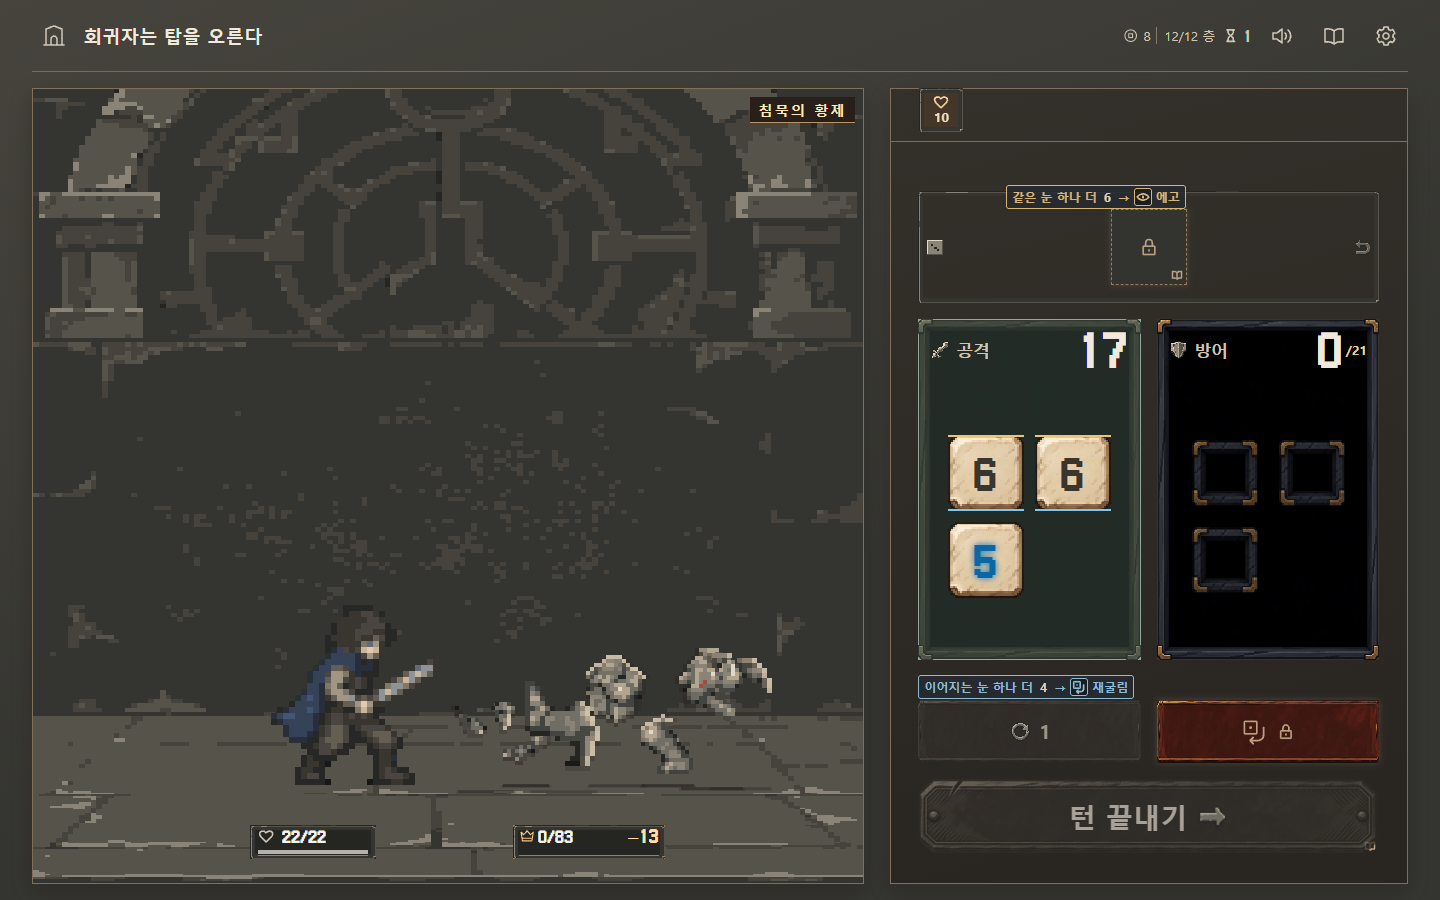 회귀자는 탑을 오른다
8 12/12 층 1
침묵의 황제
10
같은 눈 하나 더 6 → 에고
공격 17
방어 0/21
6 6
5
이어지는 눈 하나 더 4 → 재굴림
1
턴 끝내기
22/22
0/83 –13